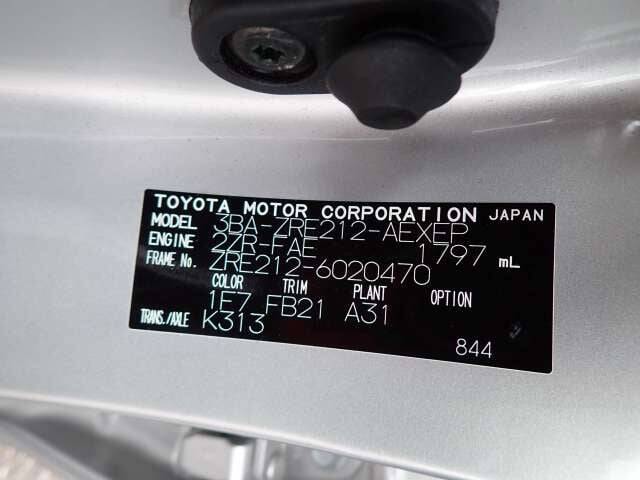 TOYOTA MOTOR CORPORATION JAPAN
MODEL 3BA-ZRE212-AEXEP
ENGINE 2ZR-FAE 1797 mL
FRAME No. ZRE212-6020470
COLOR TRIM PLANT OPTION
1F7 FB21 A31
TRANS./AXLE K313
844